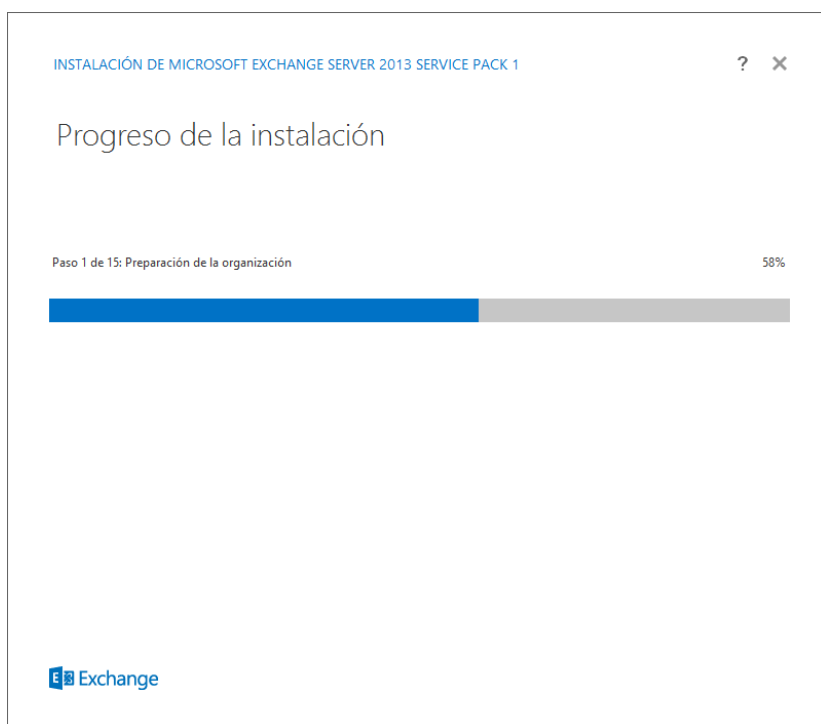 INSTALACIÓN DE MICROSOFT EXCHANGE SERVER 2013 SERVICE PACK 1 ? ×
Progreso de la instalación
Paso 1 de 15: Preparación de la organización 58%
Exchange